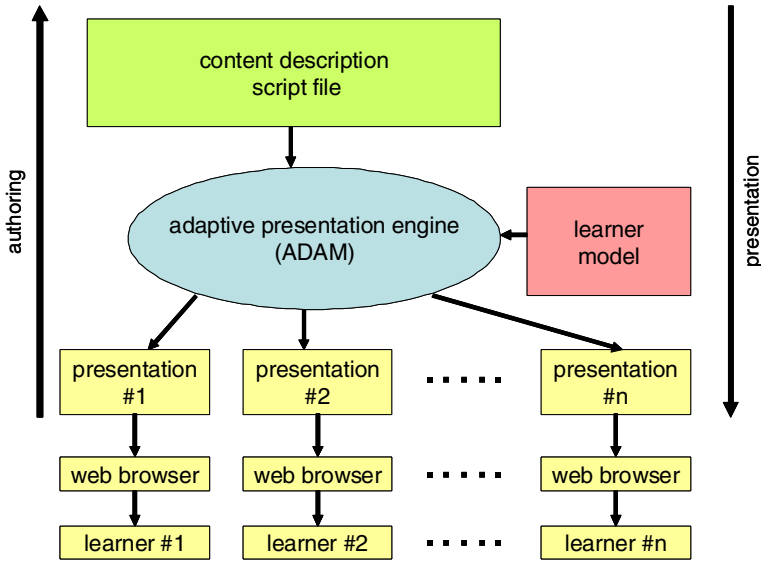 content description
script file
authoring
adaptive presentation engine
(ADAM)
learner
model
presentation
presentation
#1
presentation
#2
presentation
#n
web browser
web browser
web browser
learner #1
learner #2
learner #n